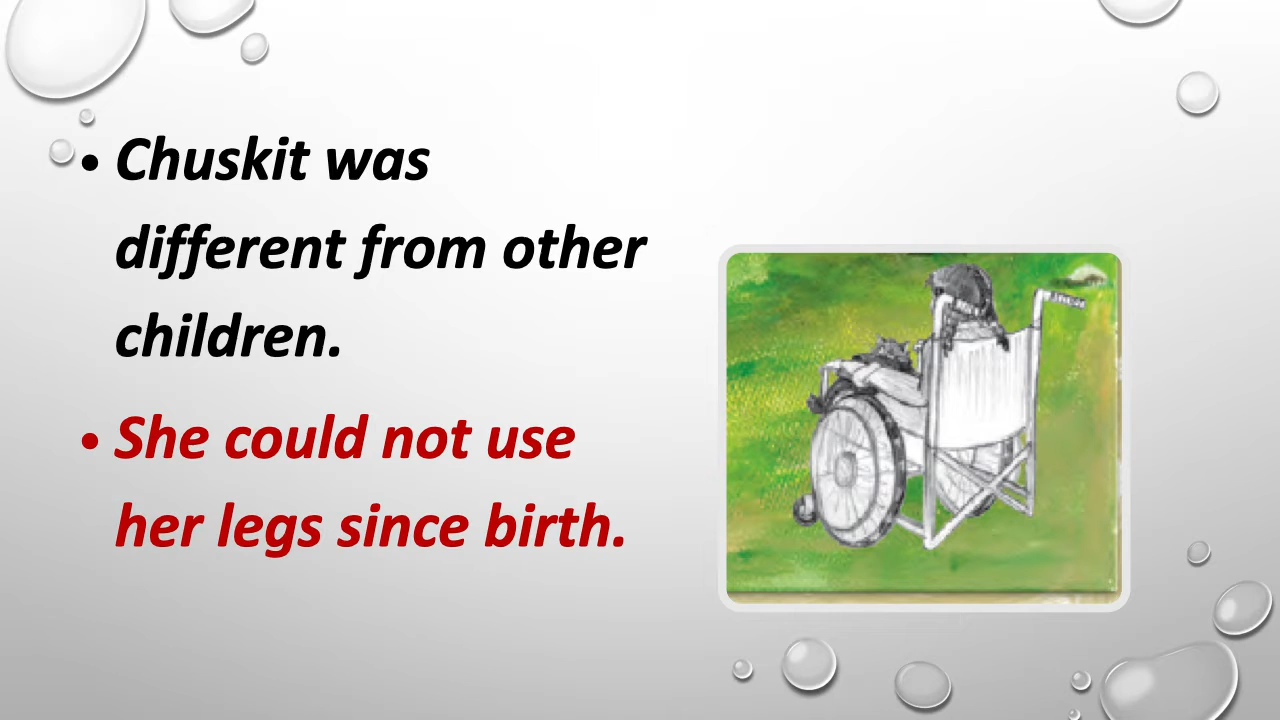 • Chuskit was
different from other
children.
• She could not use
her legs since birth.